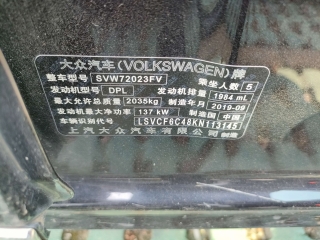 大众汽车(VOLKSWAGEN)牌
整车型号 SVW72023FV 乘坐人数 5
发动机型号 DPL 发动机排量 1984 mL
最大允许总质量 2035kg 制造年月 2019-09
发动机最大净功率 137 kW 制造国 中国
车辆识别代号 LSVCF6C48KN113145
上汽大众汽车有限公司 制造